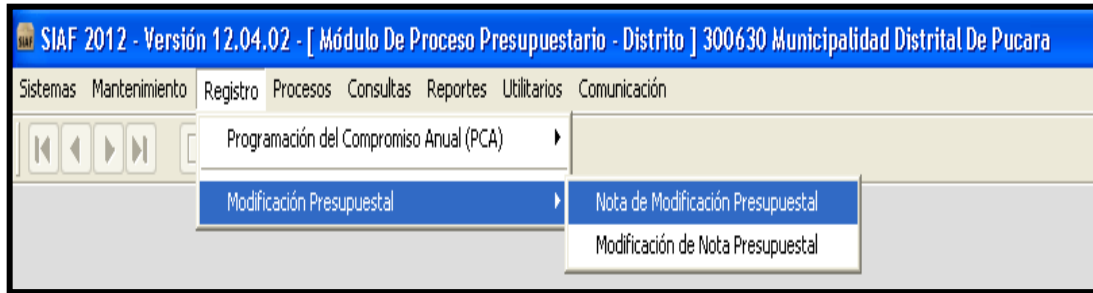 SIAF 2012 - Versión 12.04.02 - [ Módulo De Proceso Presupuestario - Distrito ] 300630 Municipalidad Distrital De Pucara
Sistemas Mantenimiento Registro Procesos Consultas Reportes Utilitarios Comunicación
Programación del Compromiso Anual (PCA)
Modificación Presupuestal
Nota de Modificación Presupuestal
Modificación de Nota Presupuestal